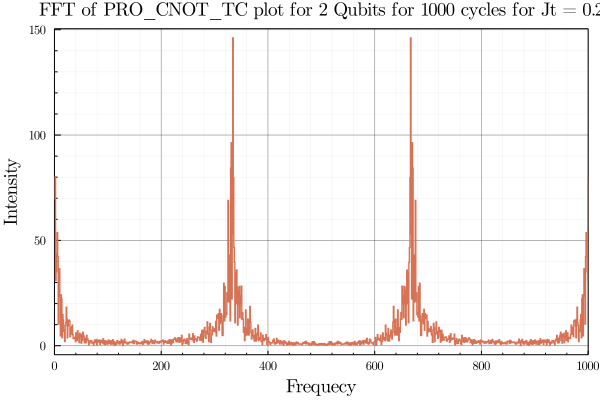 FFT of PRO_CNOT_TC plot for 2 Qubits for 1000 cycles for Jt = 0.2
150
100
50
0
Intensity
0 200 400 600 800 1000
Frequecy